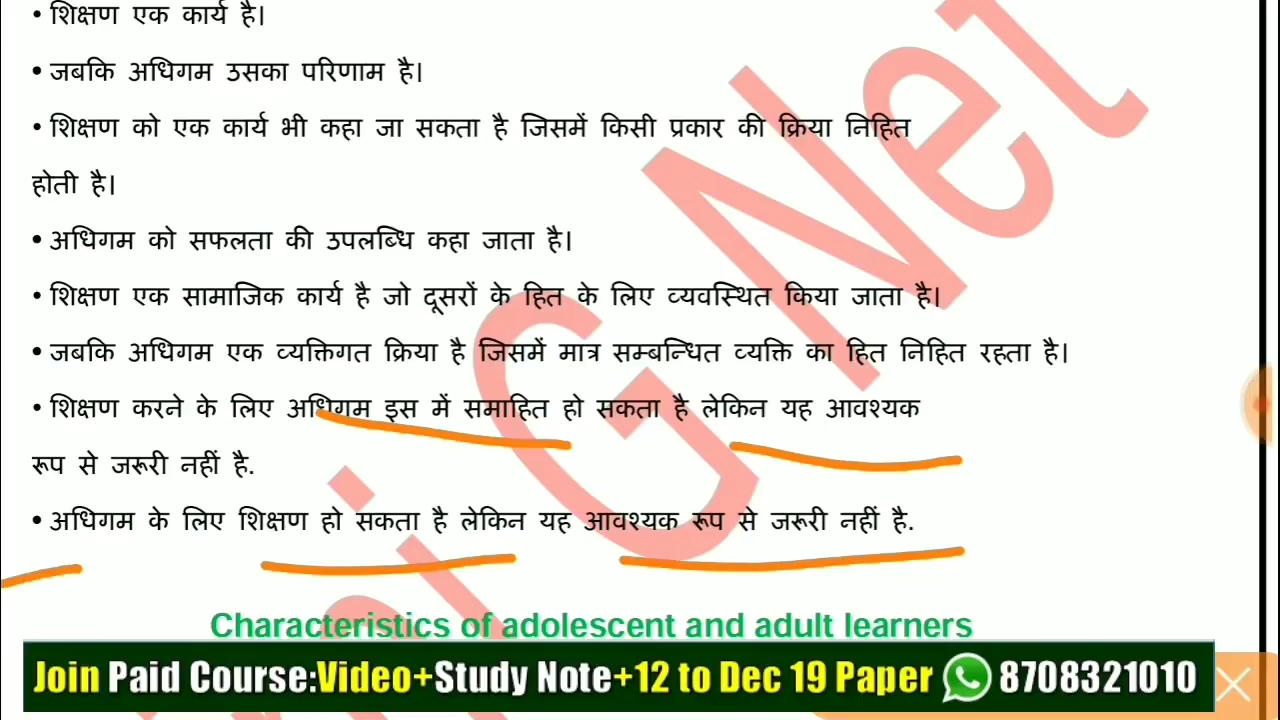 • शिक्षण एक कार्य है।
• जबकि अधिगम उसका परिणाम है।
• शिक्षण को एक कार्य भी कहा जा सकता है जिसमें किसी प्रकार की क्रिया निहित
होती है।
• अधिगम को सफलता की उपलब्धि कहा जाता है।
• शिक्षण एक सामाजिक कार्य है जो दूसरों के हित के लिए व्यवस्थित किया जाता है।
• जबकि अधिगम एक व्यक्तिगत क्रिया है जिसमें मात्र सम्बन्धित व्यक्ति का हित निहित रहता है।
• शिक्षण करने के लिए अधिगम इस में समाहित हो सकता है लेकिन यह आवश्यक
रूप से जरूरी नहीं है.
• अधिगम के लिए शिक्षण हो सकता है लेकिन यह आवश्यक रूप से जरूरी नहीं है.
Characteristics of adolescent and adult learners
Join Paid Course:Video+Study Note+12 to Dec 19 Paper 8708321010